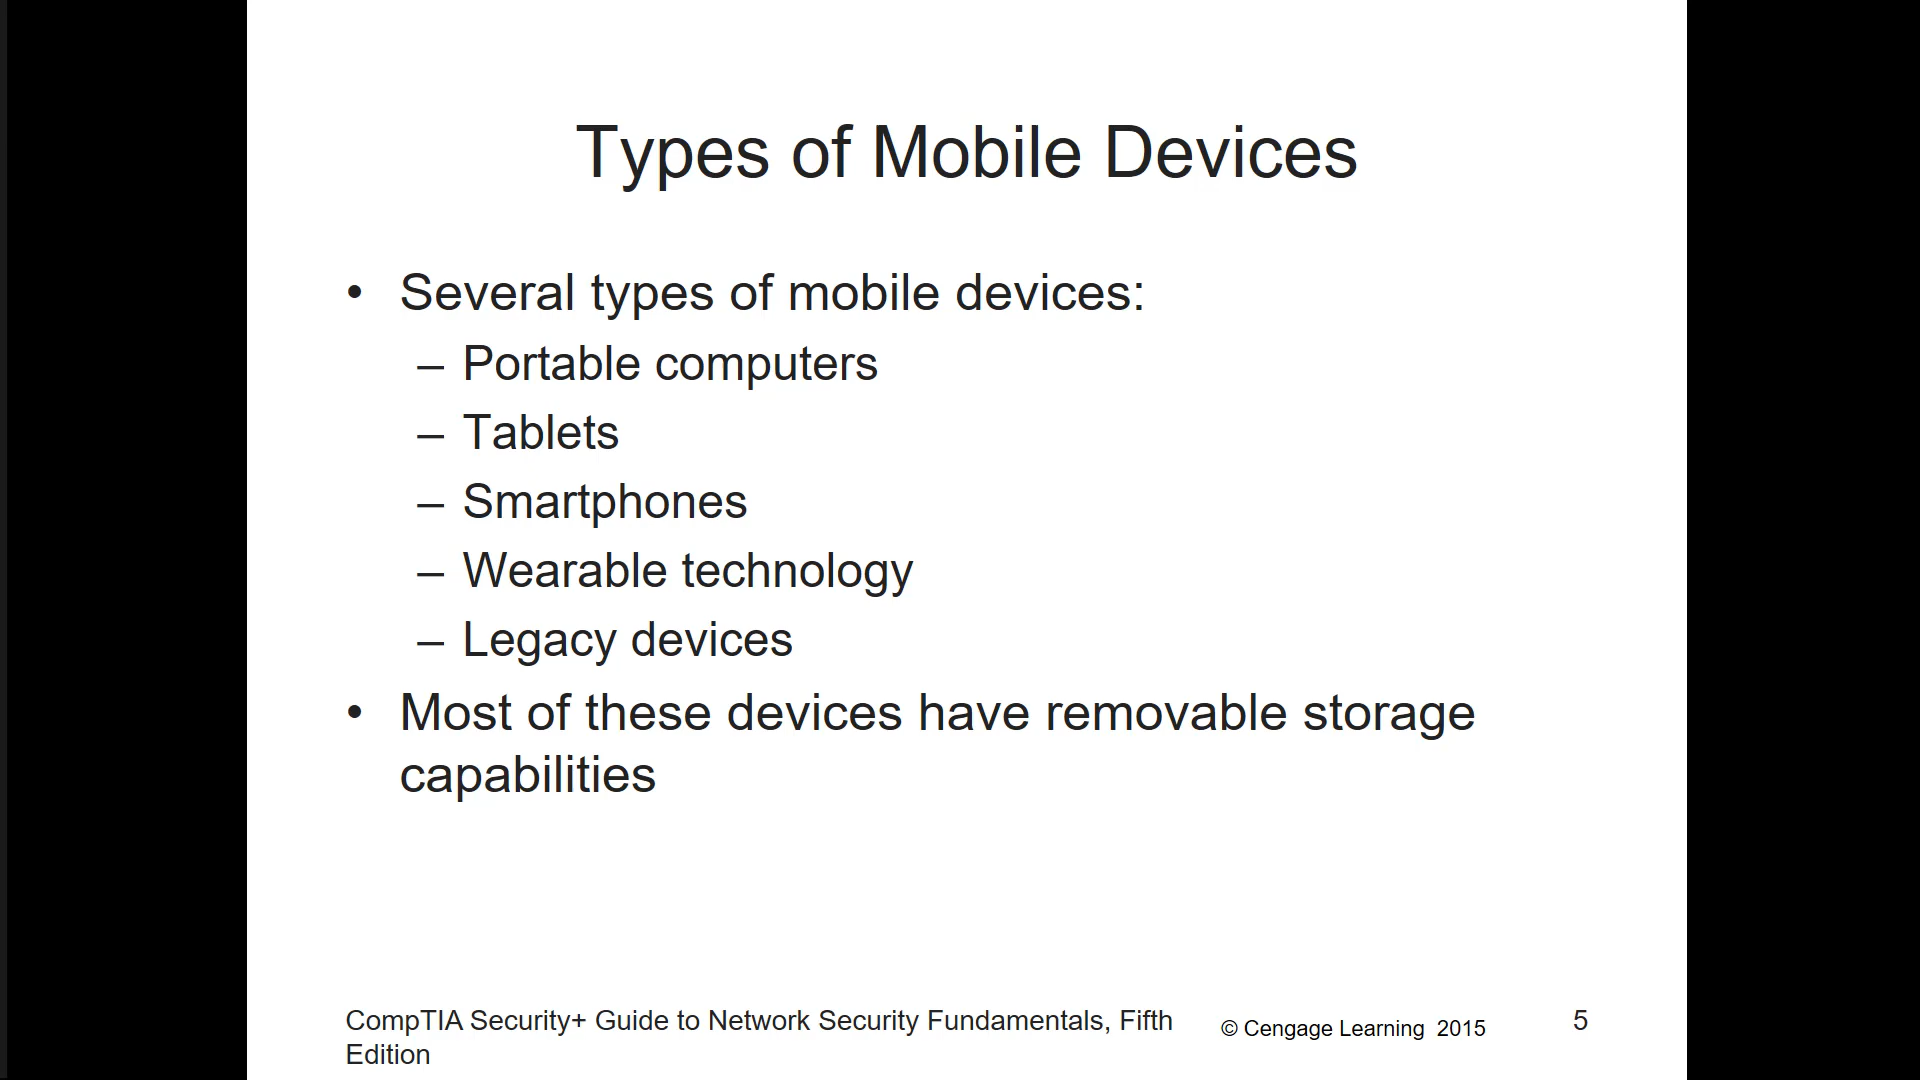 Types of Mobile Devices
• Several types of mobile devices:
– Portable computers
– Tablets
– Smartphones
– Wearable technology
– Legacy devices
• Most of these devices have removable storage
capabilities
CompTIA Security+ Guide to Network Security Fundamentals, Fifth
Edition
© Cengage Learning 2015
5